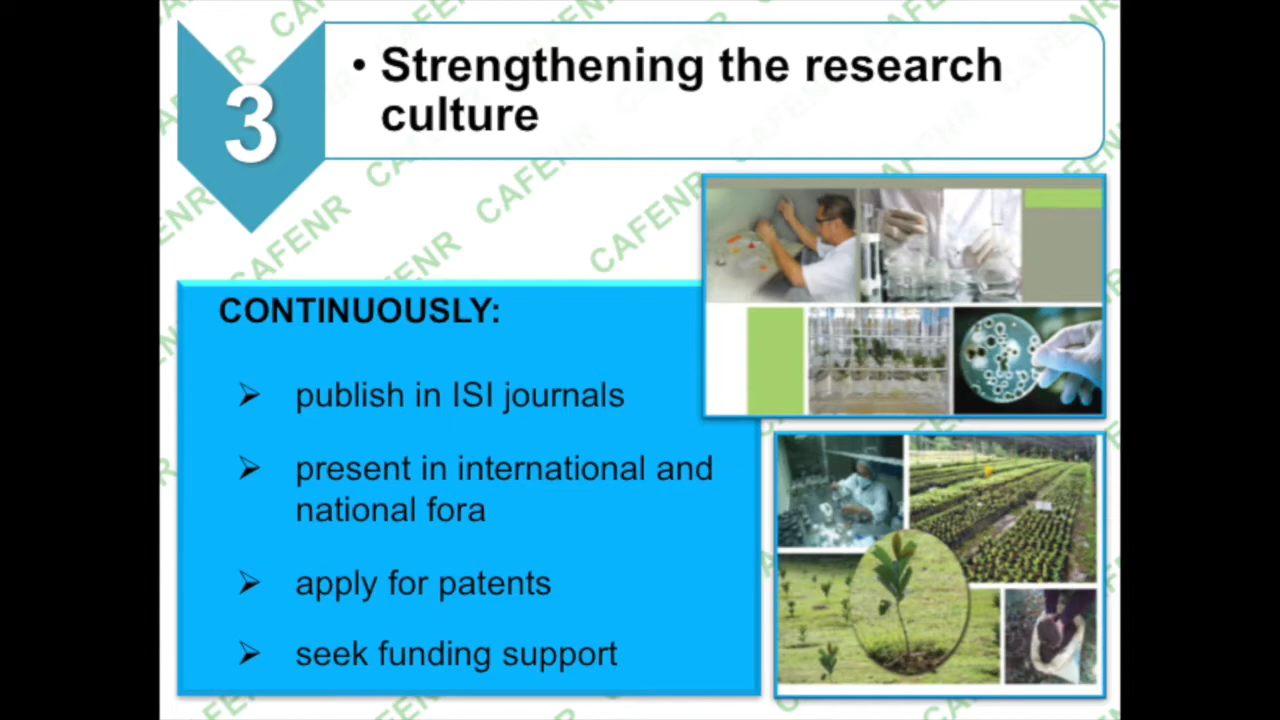 3
• Strengthening the research
culture
CONTINUOUSLY:
➢ publish in ISI journals
➢ present in international and
national fora
➢ apply for patents
➢ seek funding support
CAFENR